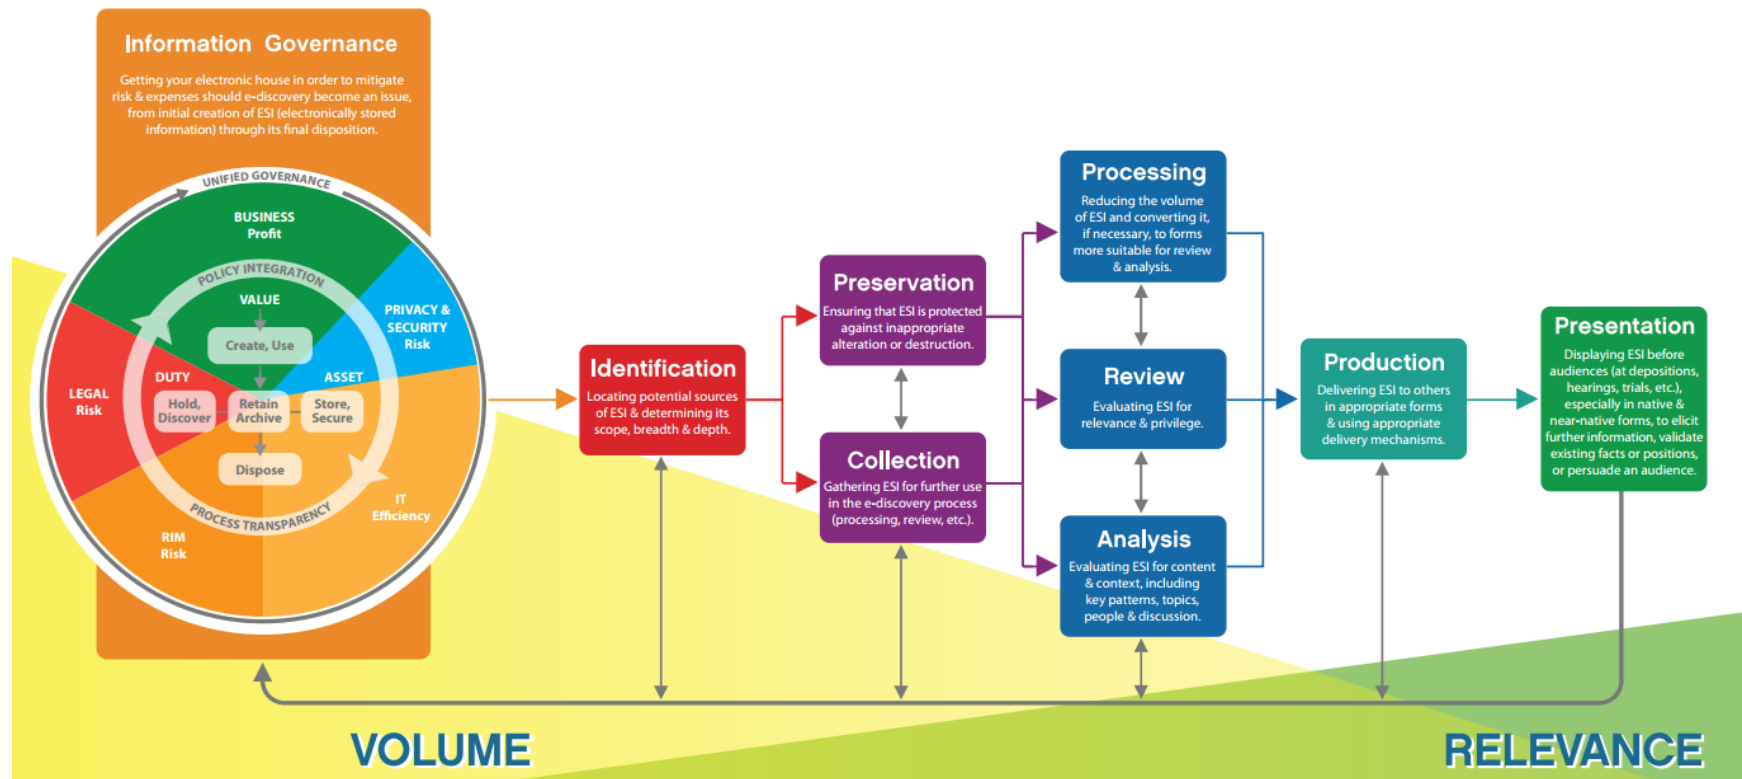 Information Governance
Getting your electronic house in order to mitigate
risk & expenses should e-discovery become an issue,
from initial creation of ESI (electronically stored
information) through its final disposition.
UNIFIED GOVERNANCE
BUSINESS
Profit
POLICY INTEGRATION
VALUE
Create, Use
PRIVACY &
SECURITY
Risk
LEGAL
Risk
DUTY
ASSET
Hold,
Discover
Retain
Archive
Store,
Secure
Dispose
PROCESS TRANSPARENCY
IT
Efficiency
RIM
Risk
Identification
Locating potential sources
of ESI & determining its
scope, breadth & depth.
Preservation
Ensuring that ESI is protected
against inappropriate
alteration or destruction.
Collection
Gathering ESI for further use
in the e-discovery process
(processing, review, etc.).
Processing
Reducing the volume
of ESI and converting it,
if necessary, to forms
more suitable for review
& analysis.
Review
Evaluating ESI for
relevance & privilege.
Analysis
Evaluating ESI for content
& context, including
key patterns, topics,
people & discussion.
Production
Delivering ESI to others
in appropriate forms
& using appropriate
delivery mechanisms.
Presentation
Displaying ESI before
audiences (at depositions,
hearings, trials, etc.),
especially in native &
near-native forms, to elicit
further information, validate
existing facts or positions,
or persuade an audience.
VOLUME
RELEVANCE